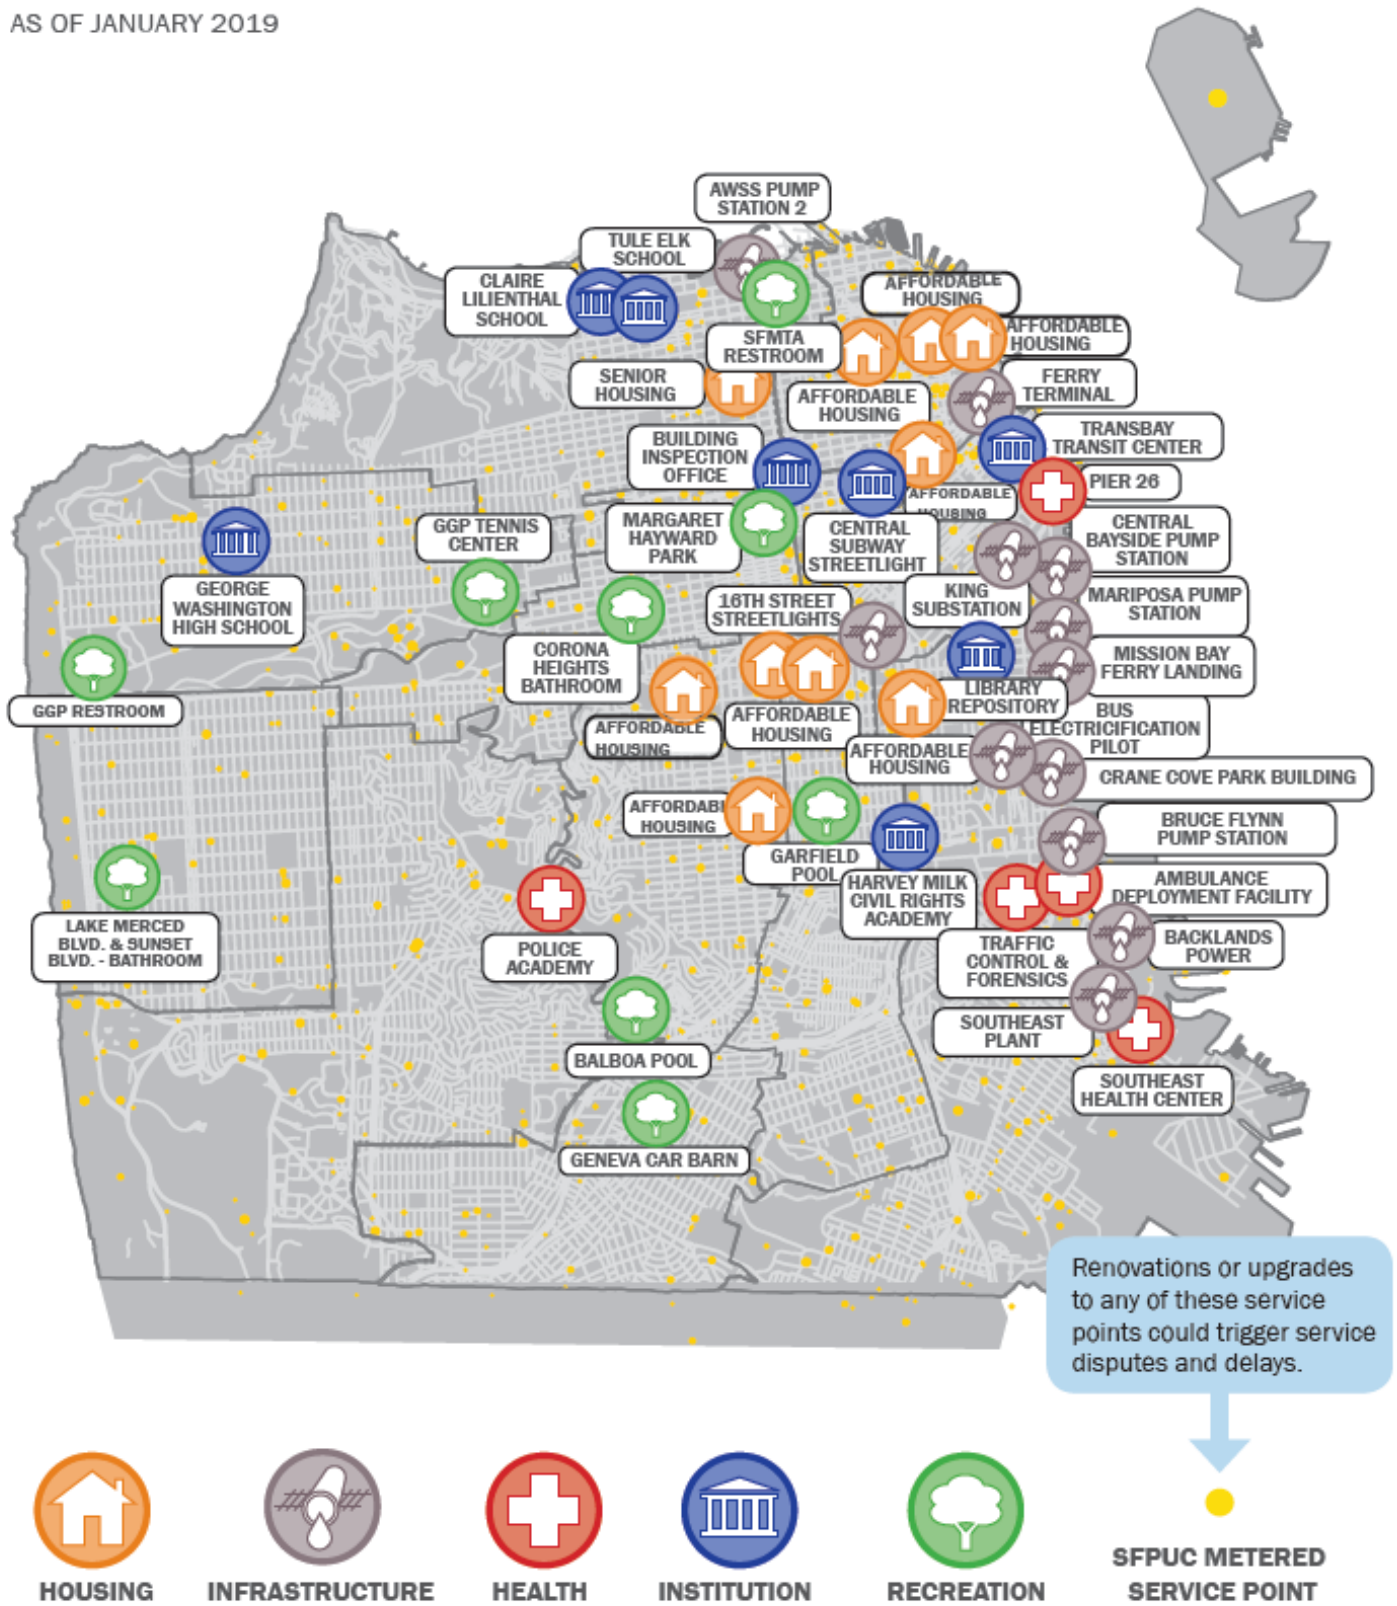 AS OF JANUARY 2019
AWSS PUMP
STATION 2
TULE ELK
SCHOOL
CLAIRE
LILIENTHAL
SCHOOL
AFFORDABLE
HOUSING
SFMTA
RESTROOM
AFFORDABLE
HOUSING
SENIOR
HOUSING
AFFORDABLE
HOUSING
FERRY
TERMINAL
BUILDING
INSPECTION
OFFICE
TRANSBAY
TRANSIT CENTER
PIER 26
AFFORDABLE
HOUSING
GGP TENNIS
CENTER
MARGARET
HAYWARD
PARK
CENTRAL
SUBWAY
STREETLIGHT
CENTRAL
BAYSIDE PUMP
STATION
GEORGE
WASHINGTON
HIGH SCHOOL
16TH STREET
STREETLIGHTS
KING
SUBSTATION
MARIPOSA PUMP
STATION
CORONA
HEIGHTS
BATHROOM
MISSION BAY
FERRY LANDING
GGP RESTROOM
LIBRARY
REPOSITORY
AFFORDABLE
HOUSING
AFFORDABLE
HOUSING
BUS
ELECTRICIFICATION
PILOT
AFFORDABLE
HOUSING
CRANE COVE PARK BUILDING
AFFORDABL
HOUSING
BRUCE FLYNN
PUMP STATION
GARFIELD
POOL
HARVEY MILK
CIVIL RIGHTS
ACADEMY
AMBULANCE
DEPLOYMENT FACILITY
LAKE MERCED
BLVD. & SUNSET
BLVD. - BATHROOM
POLICE
ACADEMY
TRAFFIC
CONTROL &
FORENSICS
BACKLANDS
POWER
SOUTHEAST
PLANT
BALBOA POOL
SOUTHEAST
HEALTH CENTER
GENEVA CAR BARN
Renovations or upgrades
to any of these service
points could trigger service
disputes and delays.
HOUSING
INFRASTRUCTURE
HEALTH
INSTITUTION
RECREATION
SFPUC METERED
SERVICE POINT